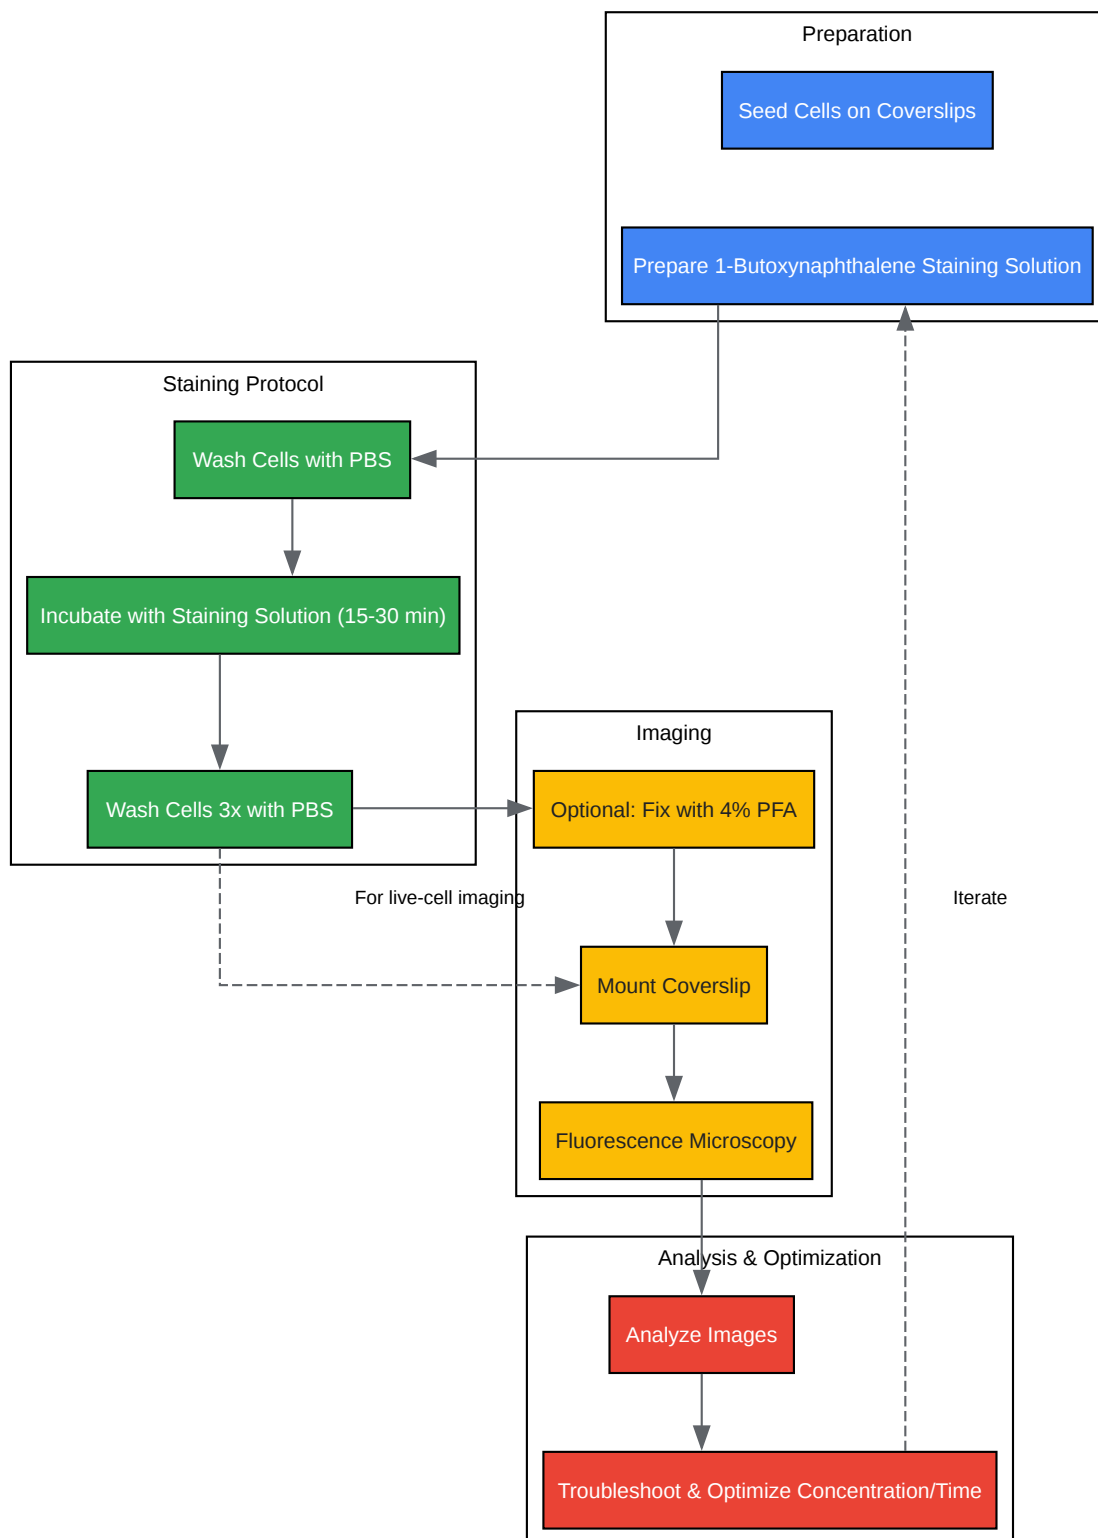 Preparation
Seed Cells on Coverslips
Prepare 1-Butoxynaphthalene Staining Solution
Staining Protocol
Wash Cells with PBS
Incubate with Staining Solution (15-30 min)
Wash Cells 3x with PBS
Imaging
Optional: Fix with 4% PFA
For live-cell imaging
Iterate
Mount Coverslip
Fluorescence Microscopy
Analysis & Optimization
Analyze Images
Troubleshoot & Optimize Concentration/Time